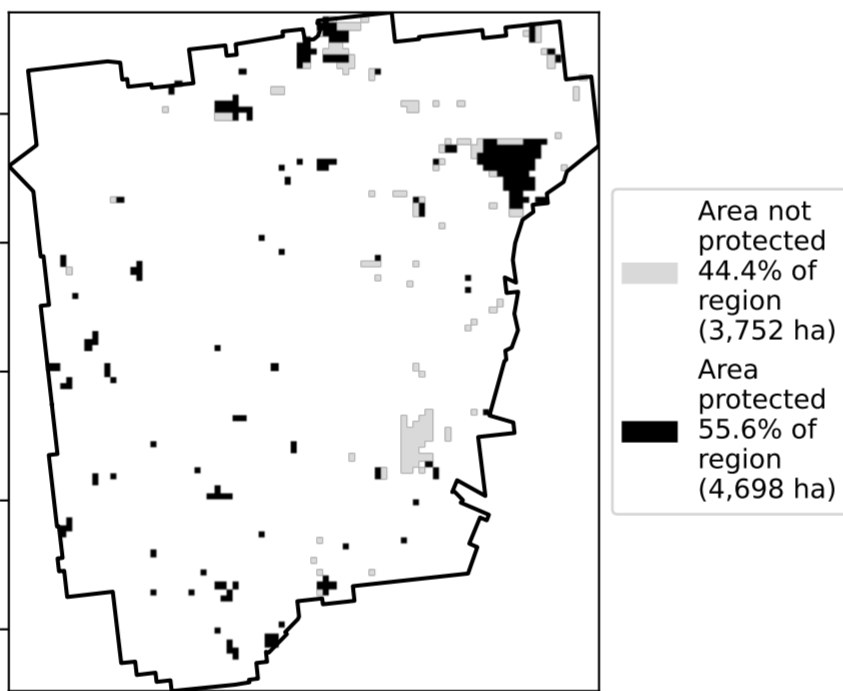 Area not
protected
44.4% of
region
(3,752 ha)
Area
protected
55.6% of
region
(4,698 ha)